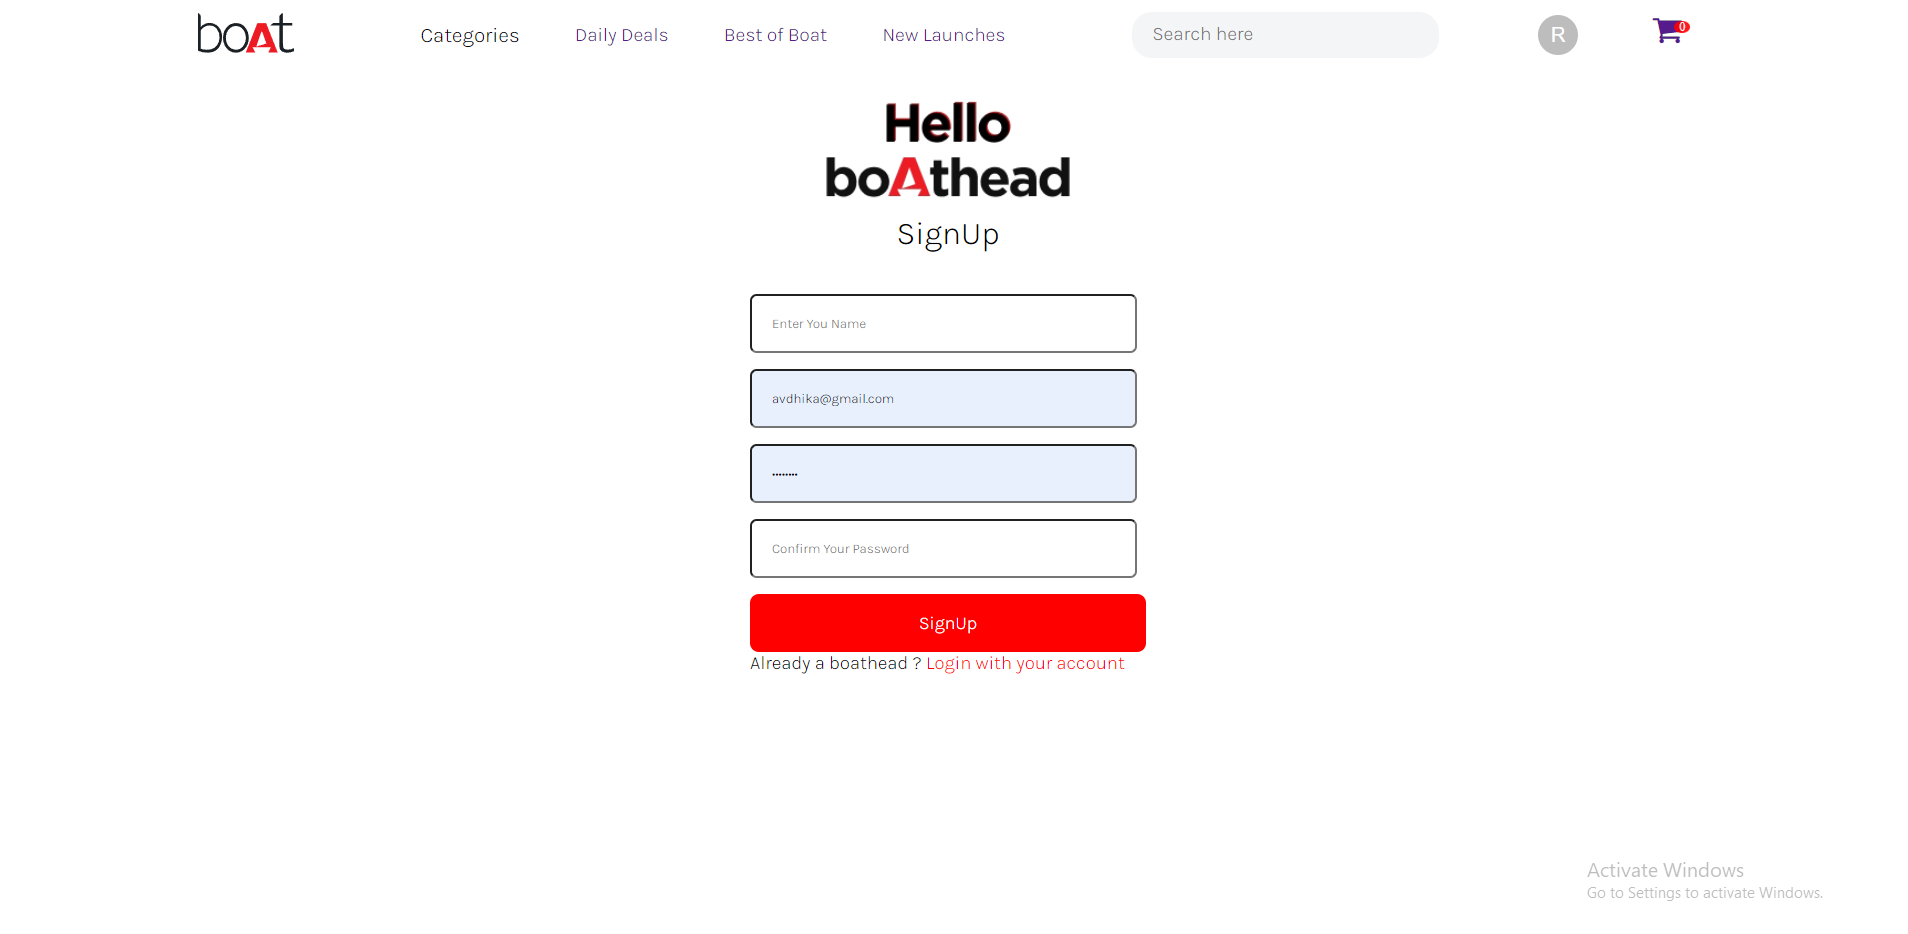 boAt
Categories
Daily Deals
Best of Boat
New Launches
Search here
R
0
Hello
boAthead
SignUp
Enter You Name
avdhika@gmail.com
••••••••
Confirm Your Password
SignUp
Already a boathead ? Login with your account
Activate Windows
Go to Settings to activate Windows.